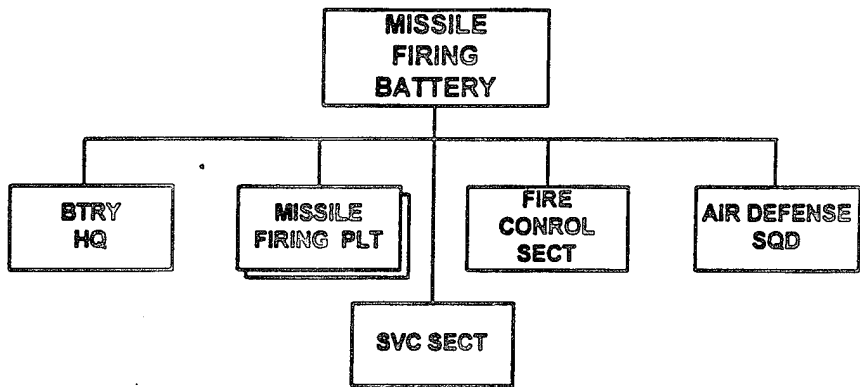 MISSILE
FIRING
BATTERY
BTRY
HQ
MISSILE
FIRING PLT
FIRE
CONROL
SECT
AIR DEFENSE
SQD
SVC SECT